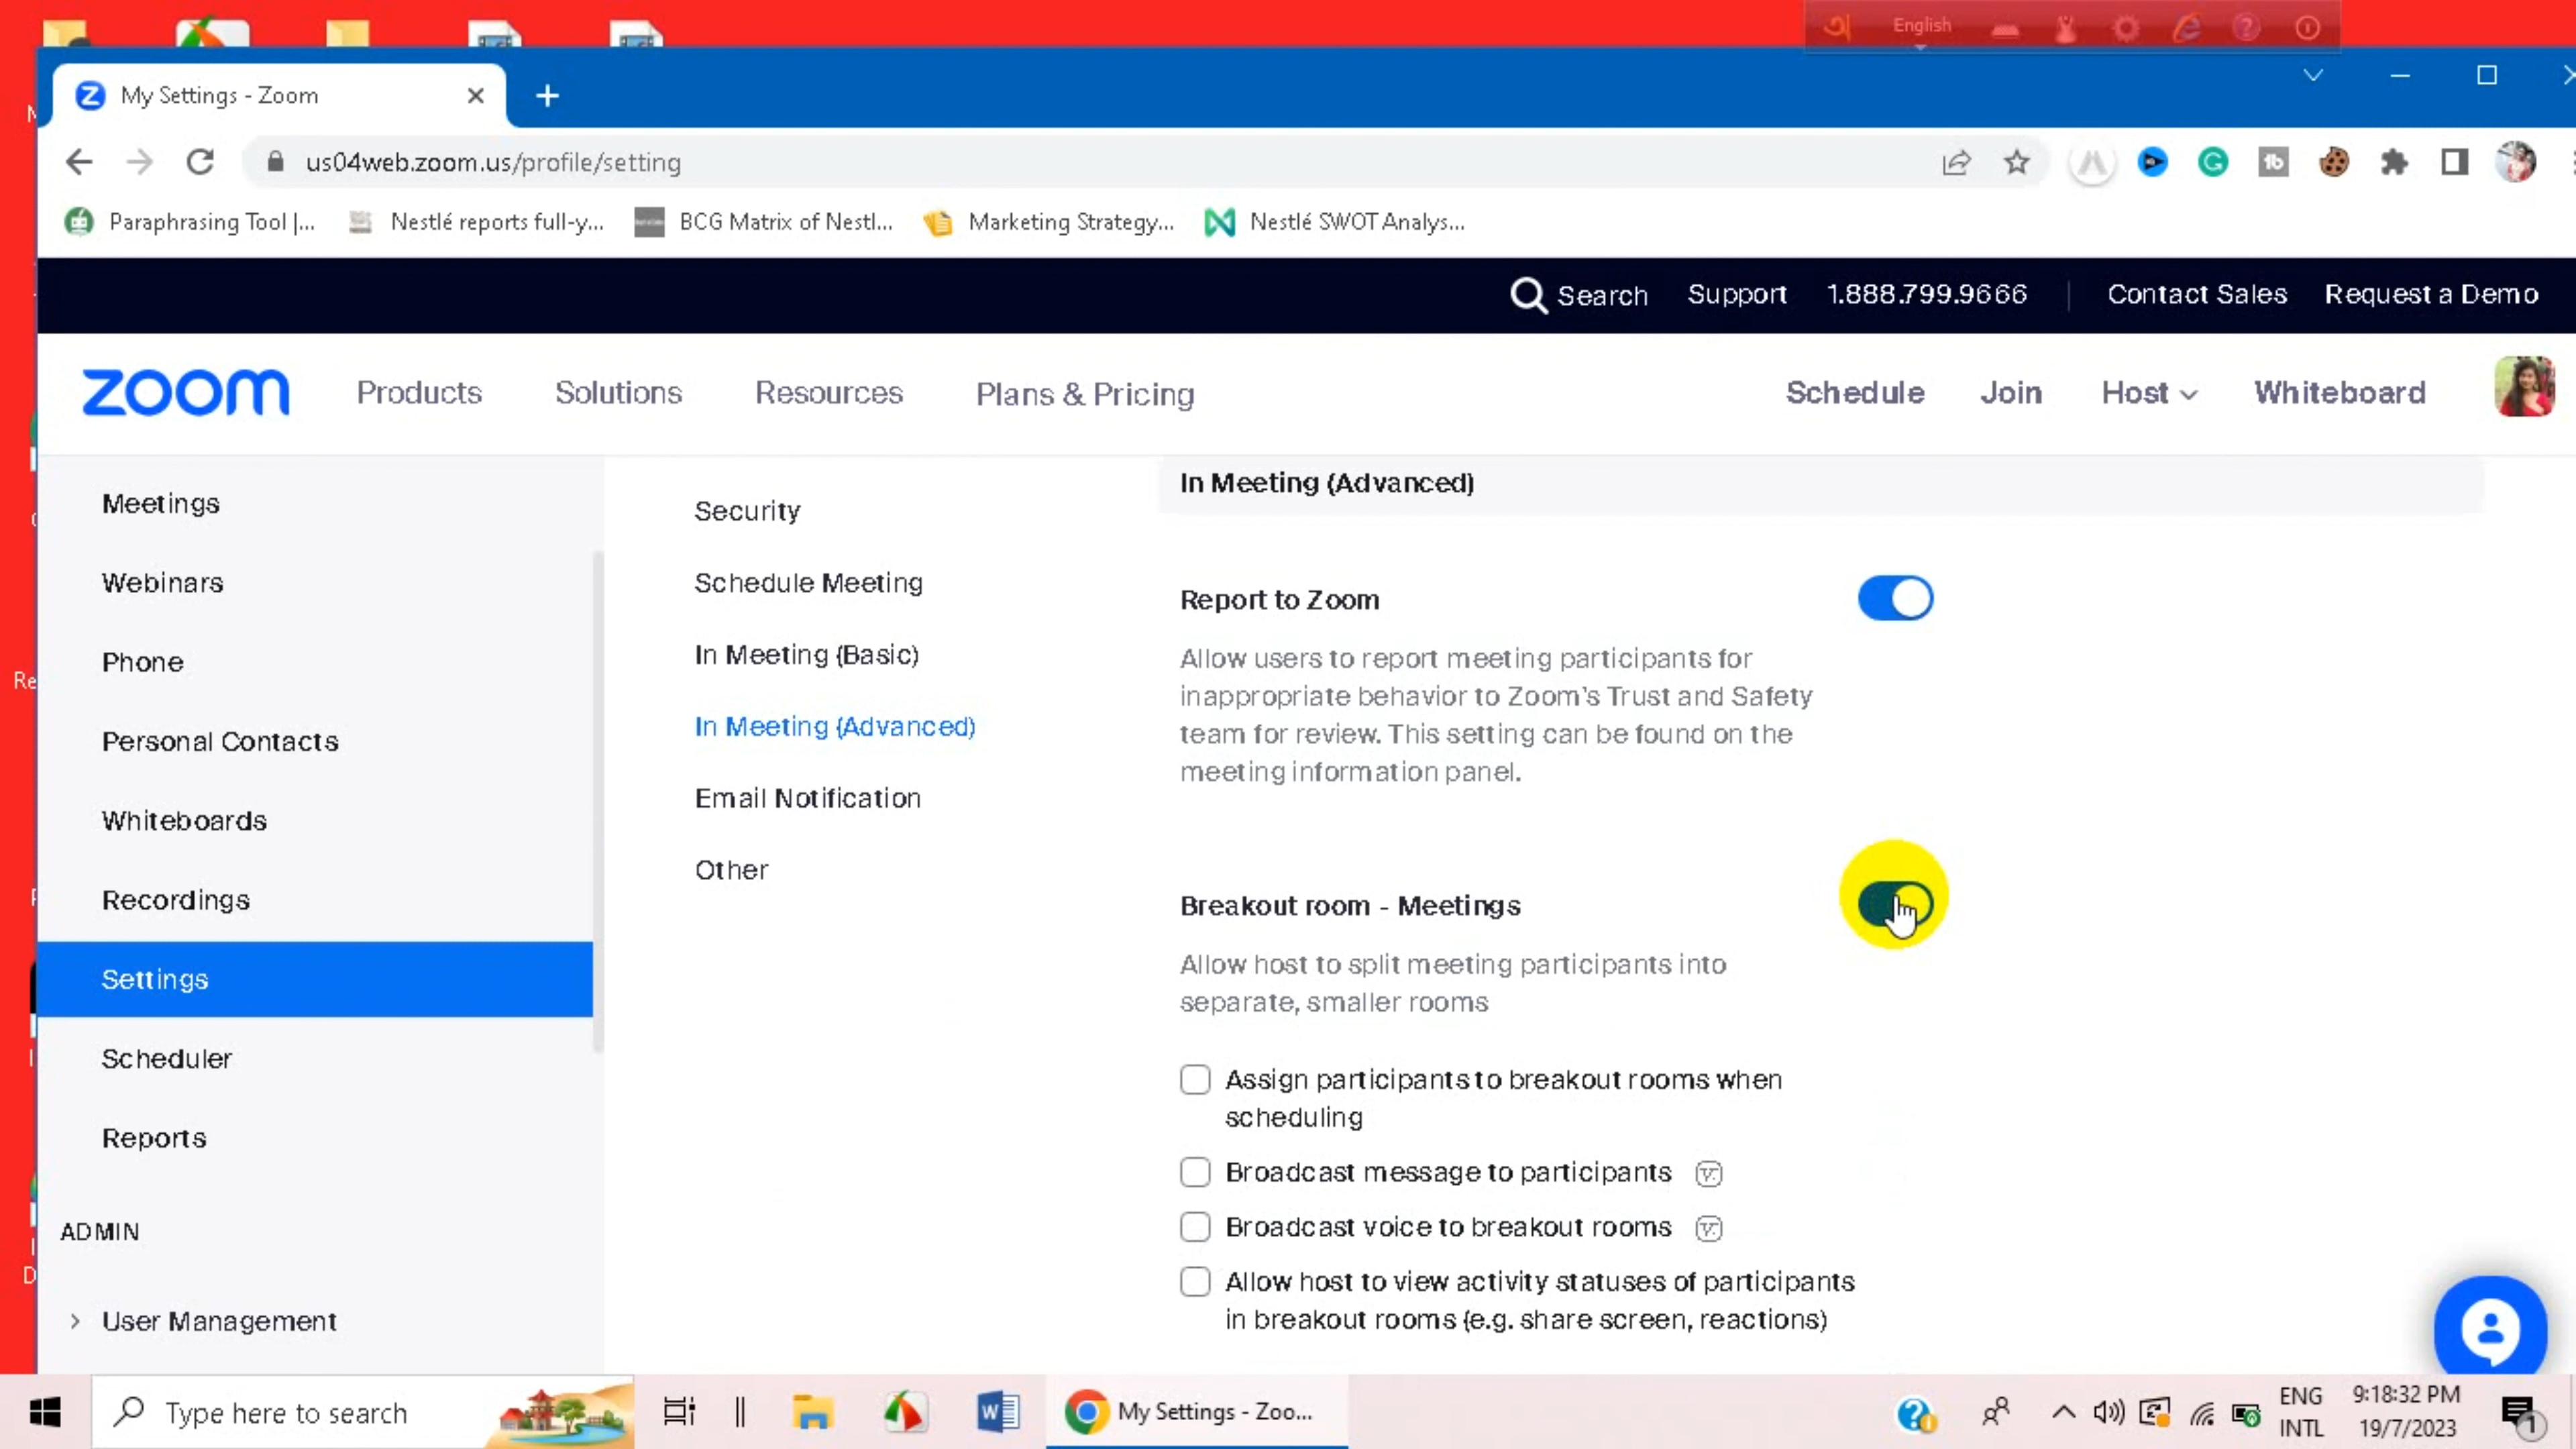 English
My Settings - Zoom
us04web.zoom.us/profile/setting
Paraphrasing Tool |...
Nestlé reports full-y...
BCG Matrix of Nestl...
Marketing Strategy...
Nestlé SWOT Analys...
Search
Support
1.888.799.9666
Contact Sales
Request a Demo
zoom
Products
Solutions
Resources
Plans & Pricing
Schedule
Join
Host
Whiteboard
Meetings
Webinars
Phone
Personal Contacts
Whiteboards
Recordings
Settings
Scheduler
Reports
ADMIN
User Management
Security
Schedule Meeting
In Meeting (Basic)
In Meeting (Advanced)
Email Notification
Other
In Meeting (Advanced)
Report to Zoom
Allow users to report meeting participants for
inappropriate behavior to Zoom's Trust and Safety
team for review. This setting can be found on the
meeting information panel.
Breakout room - Meetings
Allow host to split meeting participants into
separate, smaller rooms
Assign participants to breakout rooms when
scheduling
Broadcast message to participants
Broadcast voice to breakout rooms
Allow host to view activity statuses of participants
in breakout rooms (e.g. share screen, reactions)
Re
Type here to search
My Settings - Zoo...
ENG
INTL
9:18:32 PM
19/7/2023
1